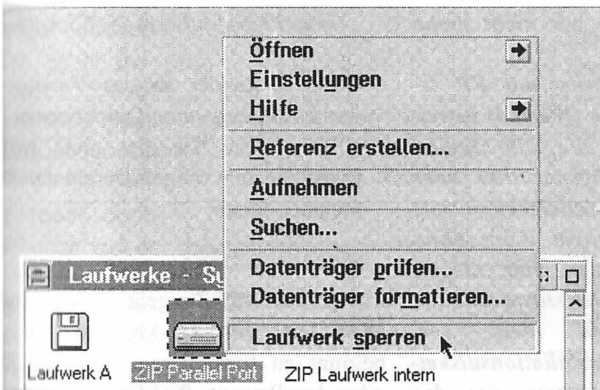 Öffnen
Einstellungen
Hilfe
Referenz erstellen...
Aufnehmen
Suchen...
Datenträger prüfen...
Datenträger formatieren...
Laufwerk sperren
Laufwerke - Sy
Laufwerk A
ZIP Parallel Port
ZIP Laufwerk intern